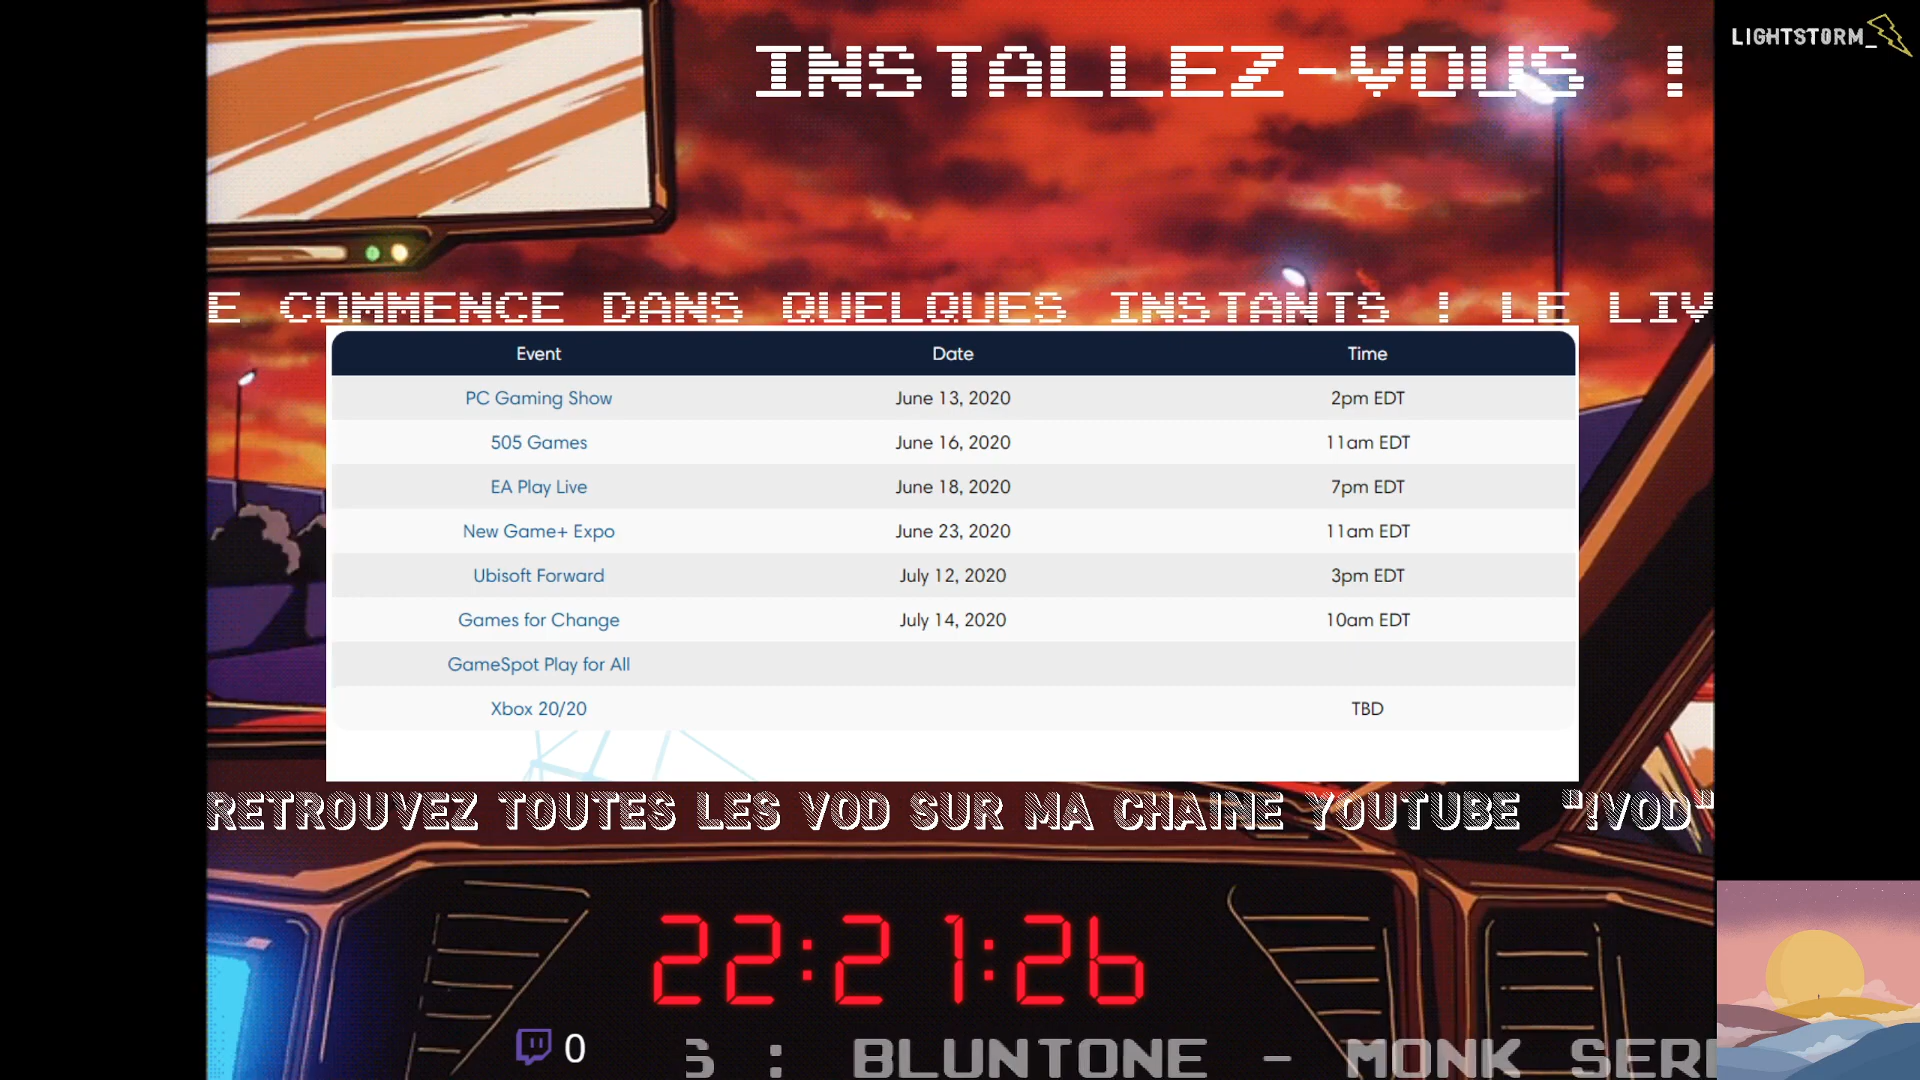 INSTALLEZ-VOUS !
LIGHTSTORM_
E COMMENCE DANS QUELQUES INSTANTS ! LE LIV
Event Date Time
PC Gaming Show June 13, 2020 2pm EDT
505 Games June 16, 2020 11am EDT
EA Play Live June 18, 2020 7pm EDT
New Game+ Expo June 23, 2020 11am EDT
Ubisoft Forward July 12, 2020 3pm EDT
Games for Change July 14, 2020 10am EDT
GameSpot Play for All
Xbox 20/20 TBD
RETROUVEZ TOUTES LES VOD SUR MA CHAINE YOUTUBE "!VOD"
22:21:26
0 S : BLUNTONE - MONK SER